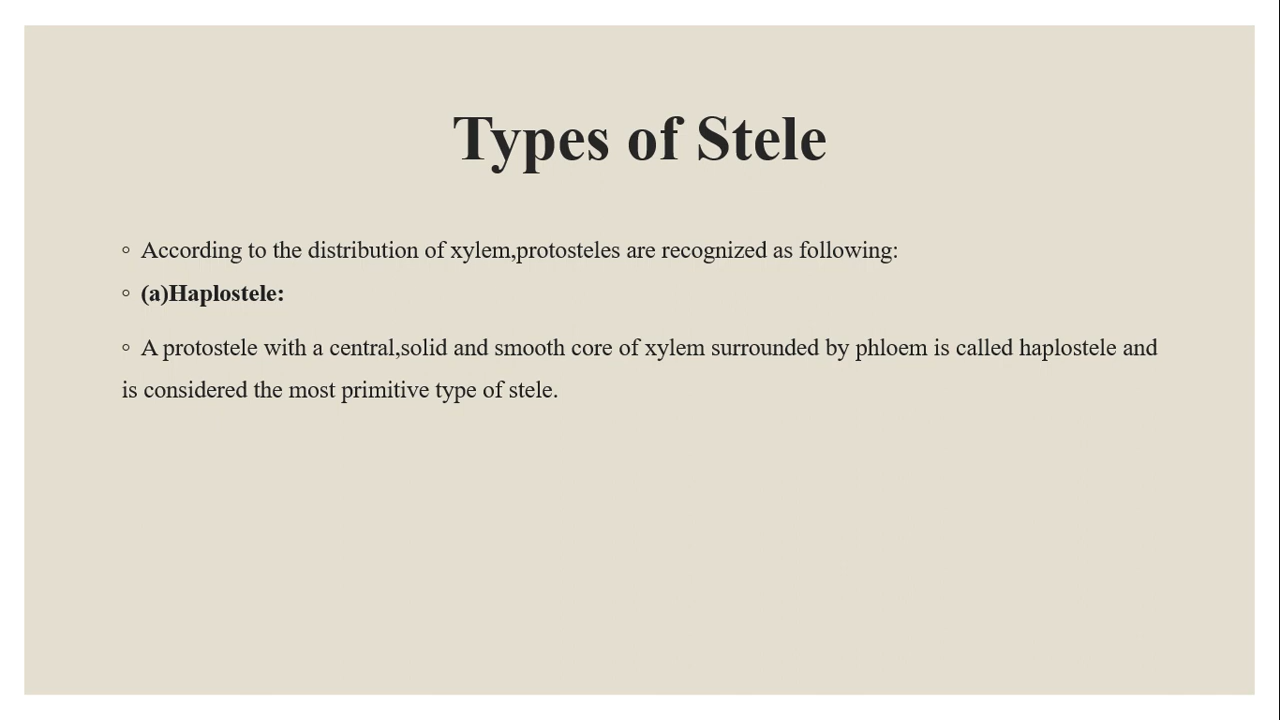 Types of Stele
◦ According to the distribution of xylem,protosteles are recognized as following:
◦ (a)Haplostele:
◦ A protostele with a central,solid and smooth core of xylem surrounded by phloem is called haplostele and
is considered the most primitive type of stele.